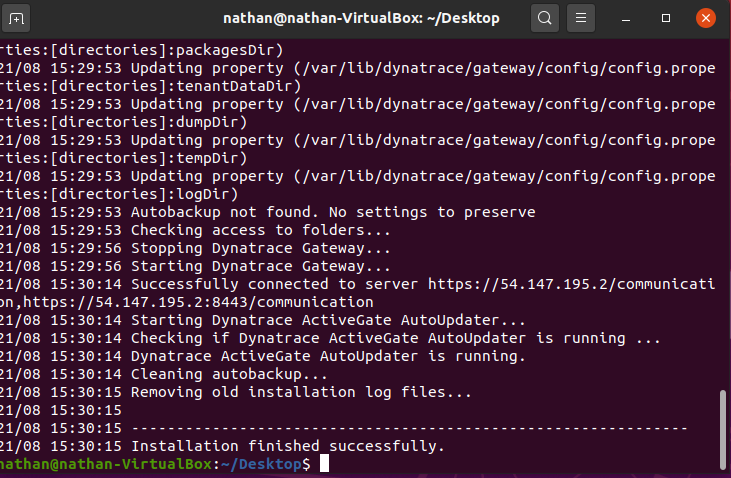 nathan@nathan-VirtualBox: ~/Desktop
rties:[directories]:packagesDir)
21/08 15:29:53 Updating property (/var/lib/dynatrace/gateway/config/config.prope
rties:[directories]:tenantDataDir)
21/08 15:29:53 Updating property (/var/lib/dynatrace/gateway/config/config.prope
rties:[directories]:dumpDir)
21/08 15:29:53 Updating property (/var/lib/dynatrace/gateway/config/config.prope
rties:[directories]:tempDir)
21/08 15:29:53 Updating property (/var/lib/dynatrace/gateway/config/config.prope
rties:[directories]:logDir)
21/08 15:29:53 Autobackup not found. No settings to preserve
21/08 15:29:53 Checking access to folders...
21/08 15:29:56 Stopping Dynatrace Gateway...
21/08 15:29:56 Starting Dynatrace Gateway...
21/08 15:30:14 Successfully connected to server https://54.147.195.2/communicati
on,https://54.147.195.2:8443/communication
21/08 15:30:14 Starting Dynatrace ActiveGate AutoUpdater...
21/08 15:30:14 Checking if Dynatrace ActiveGate AutoUpdater is running ...
21/08 15:30:14 Dynatrace ActiveGate AutoUpdater is running.
21/08 15:30:14 Cleaning autobackup...
21/08 15:30:15 Removing old installation log files...
21/08 15:30:15
21/08 15:30:15 --------------------------------------------------------------
21/08 15:30:15 Installation finished successfully.
nathan@nathan-VirtualBox:~/Desktop$